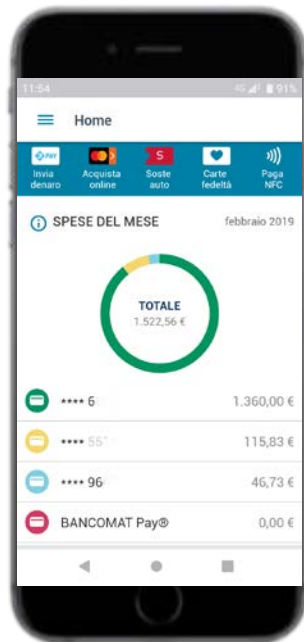 11:54 4G 91%
Home
PAY S
Invia denaro Acquista online Soste auto Carte fedeltà Paga NFC
SPESE DEL MESE febbraio 2019
TOTALE
1.522,56 €
**** 6 1.360,00 €
**** 55 115,83 €
**** 96 46,73 €
BANCOMAT Pay® 0,00 €